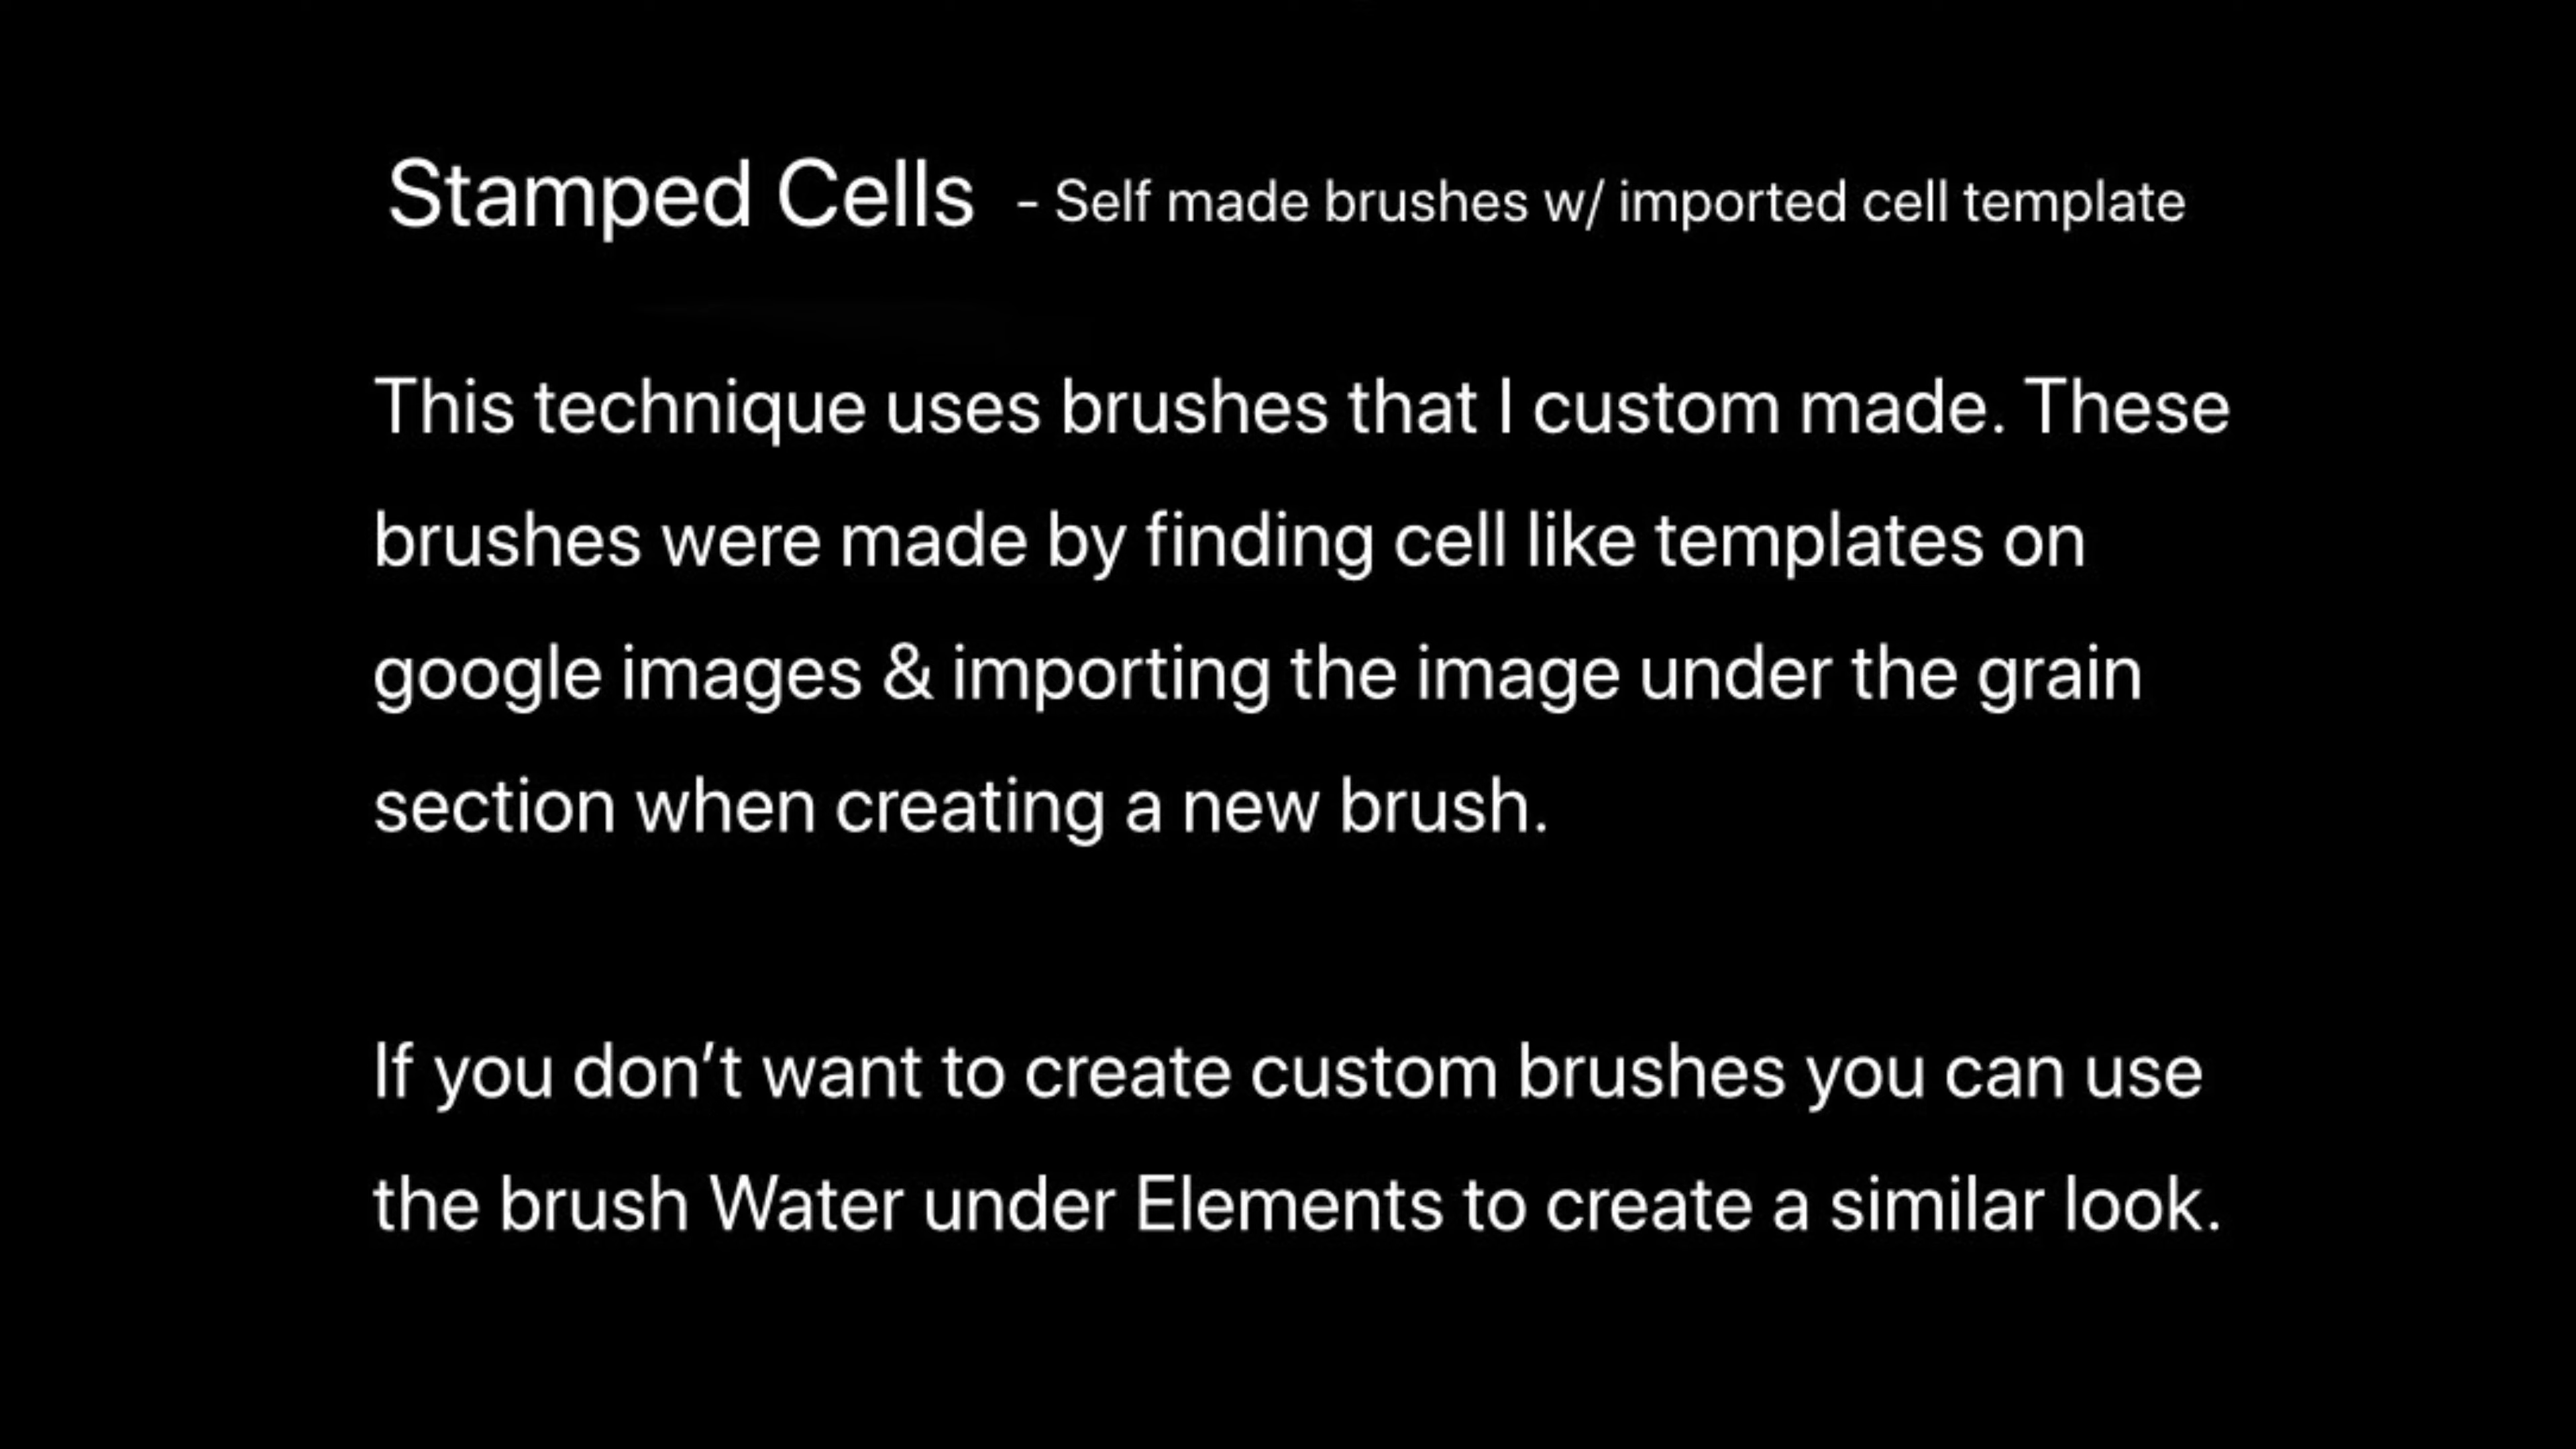 Stamped Cells - Self made brushes w/ imported cell template
This technique uses brushes that I custom made. These
brushes were made by finding cell like templates on
google images & importing the image under the grain
section when creating a new brush.
If you don’t want to create custom brushes you can use
the brush Water under Elements to create a similar look.